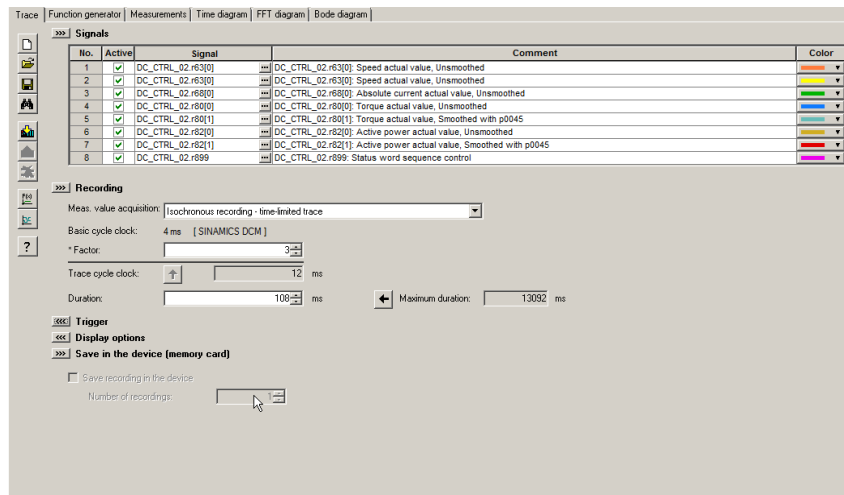 Trace Function generator Measurements Time diagram FFT diagram Bode diagram
>>> Signals
No. Active Signal Comment Color
1 DC_CTRL_02.r63[0] ... DC_CTRL_02.r63[0]: Speed actual value, Unsmoothed
2 DC_CTRL_02.r63[0] ... DC_CTRL_02.r63[0]: Speed actual value, Unsmoothed
3 DC_CTRL_02.r68[0] ... DC_CTRL_02.r68[0]: Absolute current actual value, Unsmoothed
4 DC_CTRL_02.r80[0] ... DC_CTRL_02.r80[0]: Torque actual value, Unsmoothed
5 DC_CTRL_02.r80[1] ... DC_CTRL_02.r80[1]: Torque actual value, Smoothed with p0045
6 DC_CTRL_02.r82[0] ... DC_CTRL_02.r82[0]: Active power actual value, Unsmoothed
7 DC_CTRL_02.r82[1] ... DC_CTRL_02.r82[1]: Active power actual value, Smoothed with p0045
8 DC_CTRL_02.r899 ... DC_CTRL_02.r899: Status word sequence control
>>> Recording
Meas. value acquisition: Isochronous recording - time-limited trace
Basic cycle clock: 4 ms [ SINAMICS DCM ]
* Factor: 3
Trace cycle clock: 12 ms
Duration: 108 ms Maximum duration: 13092 ms
<<< Trigger
<<< Display options
>>> Save in the device (memory card)
Save recording in the device
Number of recordings: 1
?